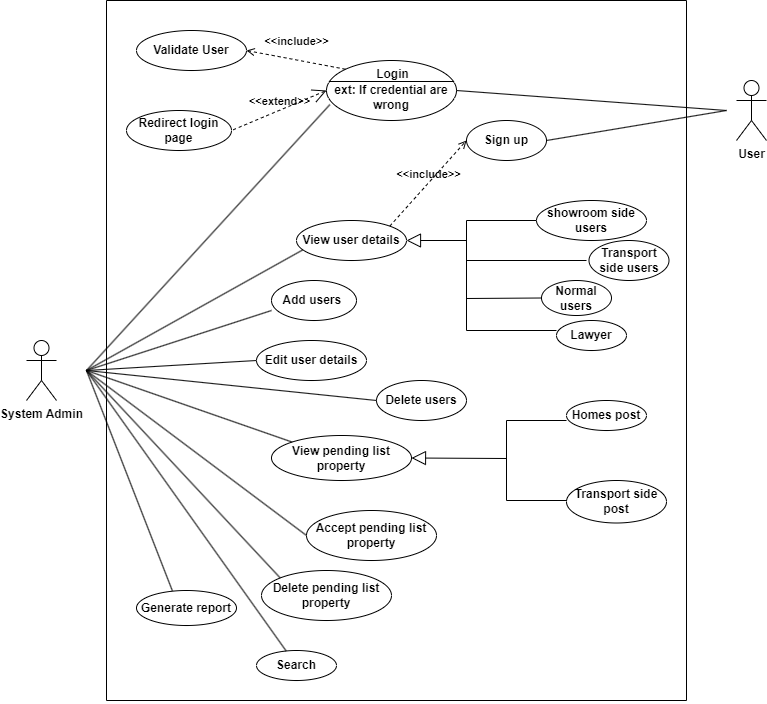 <<include>>
Validate User
Login
ext: If credential are
wrong
<<extend>>
Redirect login
page
Sign up
User
<<include>>
showroom side
users
View user details
Transport
side users
Normal
users
Add users
Lawyer
Edit user details
System Admin
Delete users
Homes post
View pending list
property
Transport side
post
Accept pending list
property
Delete pending list
property
Generate report
Search